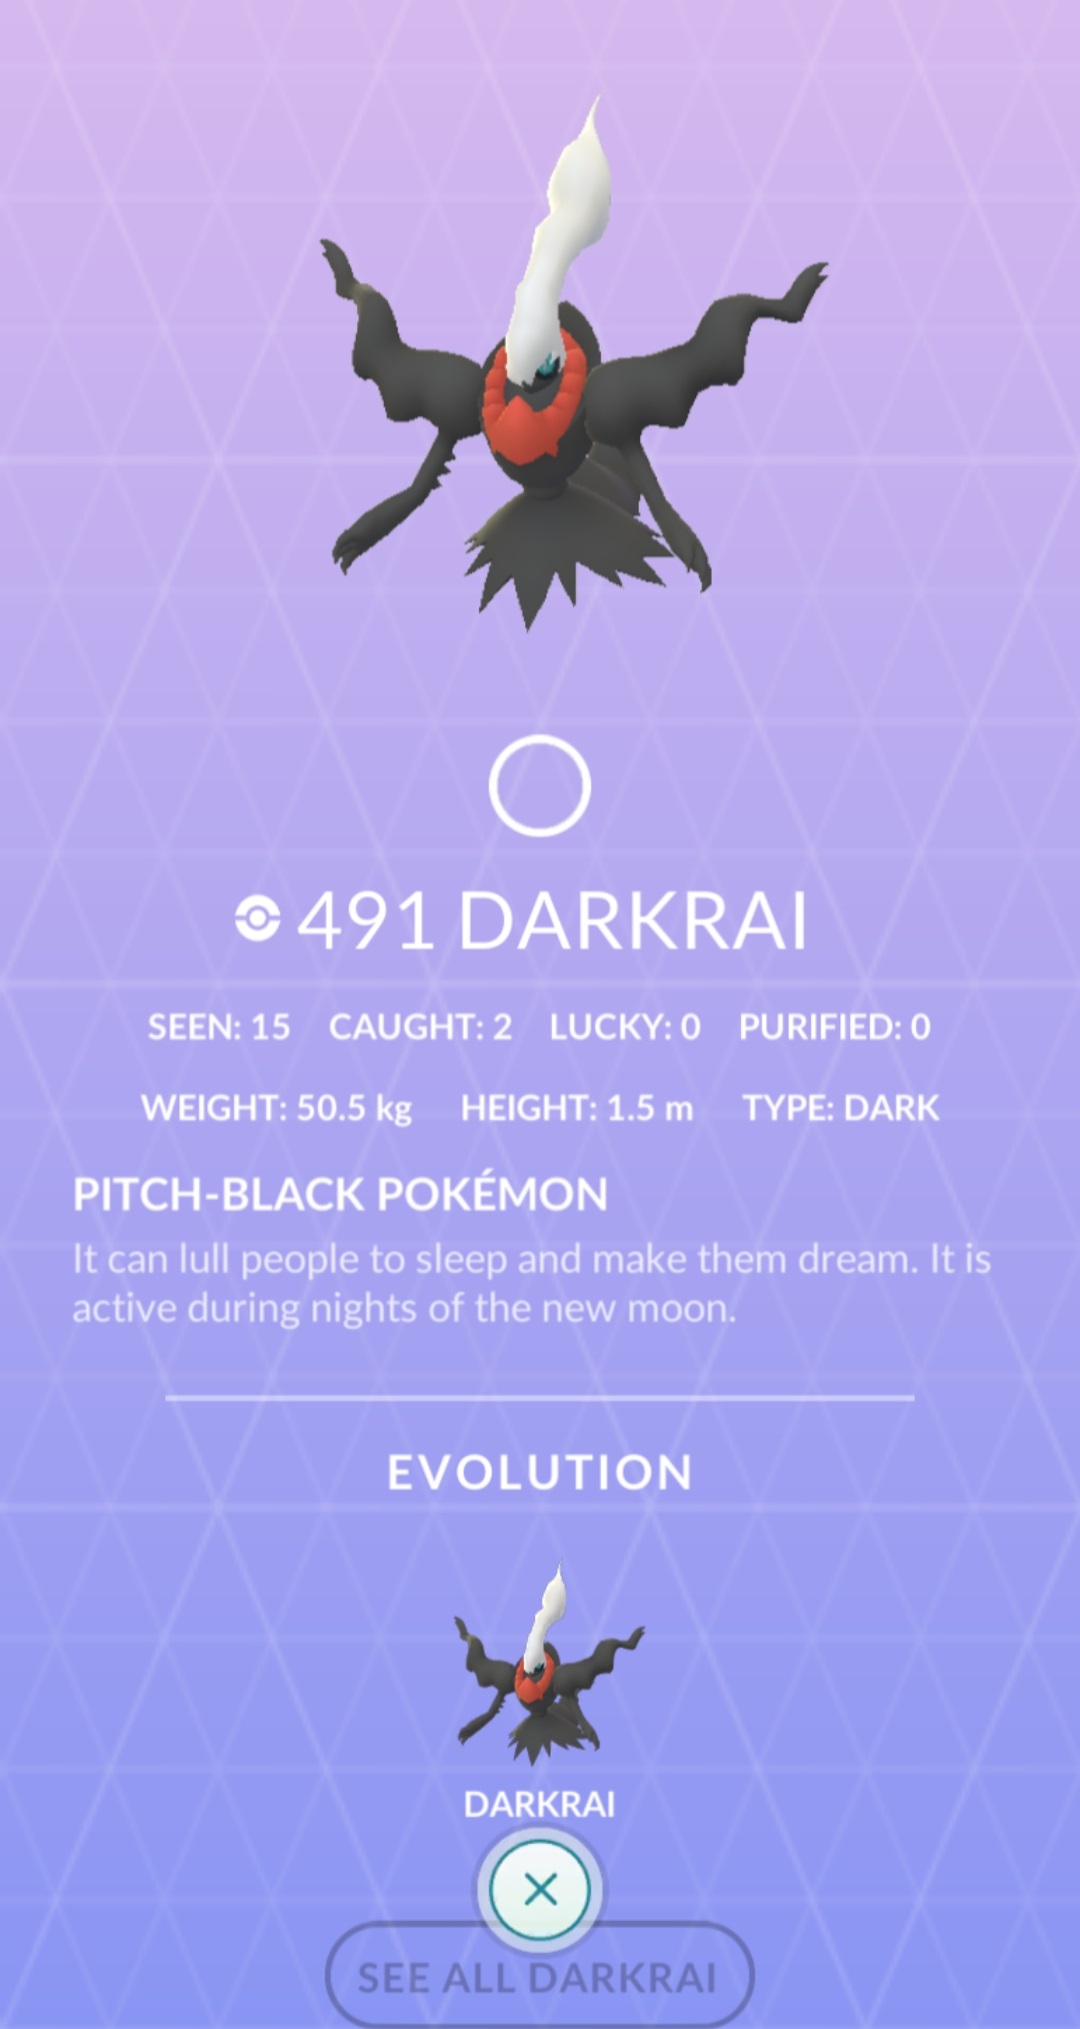 491 DARKRAI
SEEN: 15 CAUGHT: 2 LUCKY: 0 PURIFIED: 0
WEIGHT: 50.5 kg HEIGHT: 1.5 m TYPE: DARK
PITCH-BLACK POKÉMON
It can lull people to sleep and make them dream. It is
active during nights of the new moon.
EVOLUTION
DARKRAI
SEE ALL DARKRAI